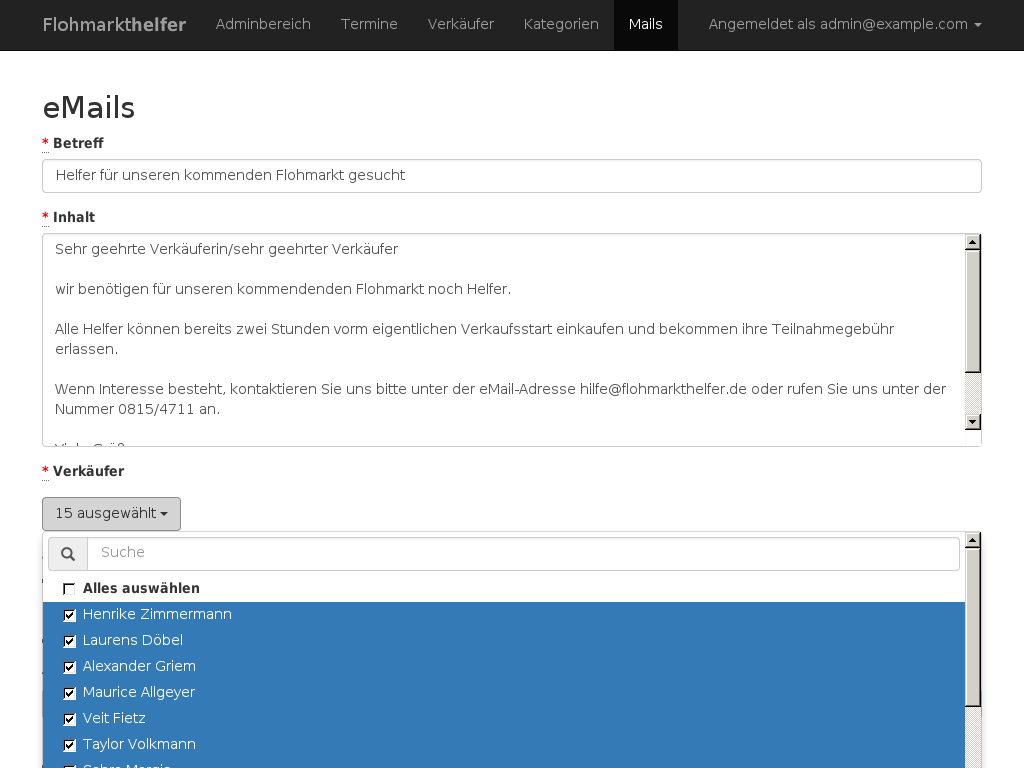 Flohmarkthelfer Adminbereich Termine Verkäufer Kategorien Mails Angemeldet als admin@example.com
eMails
* Betreff
Helfer für unseren kommenden Flohmarkt gesucht
* Inhalt
Sehr geehrte Verkäuferin/sehr geehrter Verkäufer
wir benötigen für unseren kommendenden Flohmarkt noch Helfer.
Alle Helfer können bereits zwei Stunden vorm eigentlichen Verkaufsstart einkaufen und bekommen ihre Teilnahmegebühr
erlassen.
Wenn Interesse besteht, kontaktieren Sie uns bitte unter der eMail-Adresse hilfe@flohmarkthelfer.de oder rufen Sie uns unter der
Nummer 0815/4711 an.
* Verkäufer
15 ausgewählt
Suche
Alles auswählen
Henrike Zimmermann
Laurens Döbel
Alexander Griem
Maurice Allgeyer
Veit Fietz
Taylor Volkmann